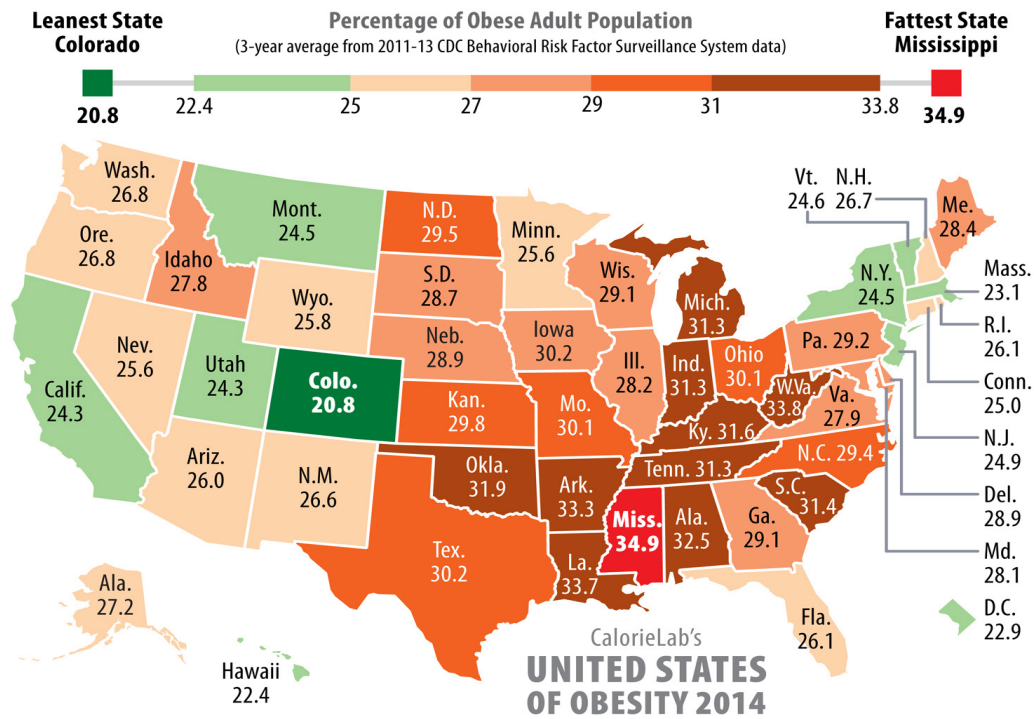 Leanest State
Colorado
Percentage of Obese Adult Population
(3-year average from 2011-13 CDC Behavioral Risk Factor Surveillance System data)
Fattest State
Mississippi
20.8
22.4
25
27
29
31
33.8
34.9
Wash.
26.8
Ore.
26.8
Idaho
27.8
Mont.
24.5
N.D.
29.5
Minn.
25.6
S.D.
28.7
Wis.
29.1
Mich.
31.3
Vt.
24.6
N.H.
26.7
Me.
28.4
N.Y.
24.5
Mass.
23.1
R.I.
26.1
Conn.
25.0
N.J.
24.9
Del.
28.9
Md.
28.1
D.C.
22.9
Wyo.
25.8
Neb.
28.9
Iowa
30.2
Ill.
28.2
Ind.
31.3
Ohio
30.1
Pa. 29.2
W.Va.
33.8
Va.
27.9
Calif.
24.3
Nev.
25.6
Utah
24.3
Colo.
20.8
Kan.
29.8
Mo.
30.1
Ky. 31.6
Tenn. 31.3
N.C. 29.4
S.C.
31.4
Ariz.
26.0
N.M.
26.6
Okla.
31.9
Ark.
33.3
Miss.
34.9
Ala.
32.5
Ga.
29.1
Tex.
30.2
La.
33.7
Fla.
26.1
Ala.
27.2
Hawaii
22.4
CalorieLab's
UNITED STATES
OF OBESITY 2014